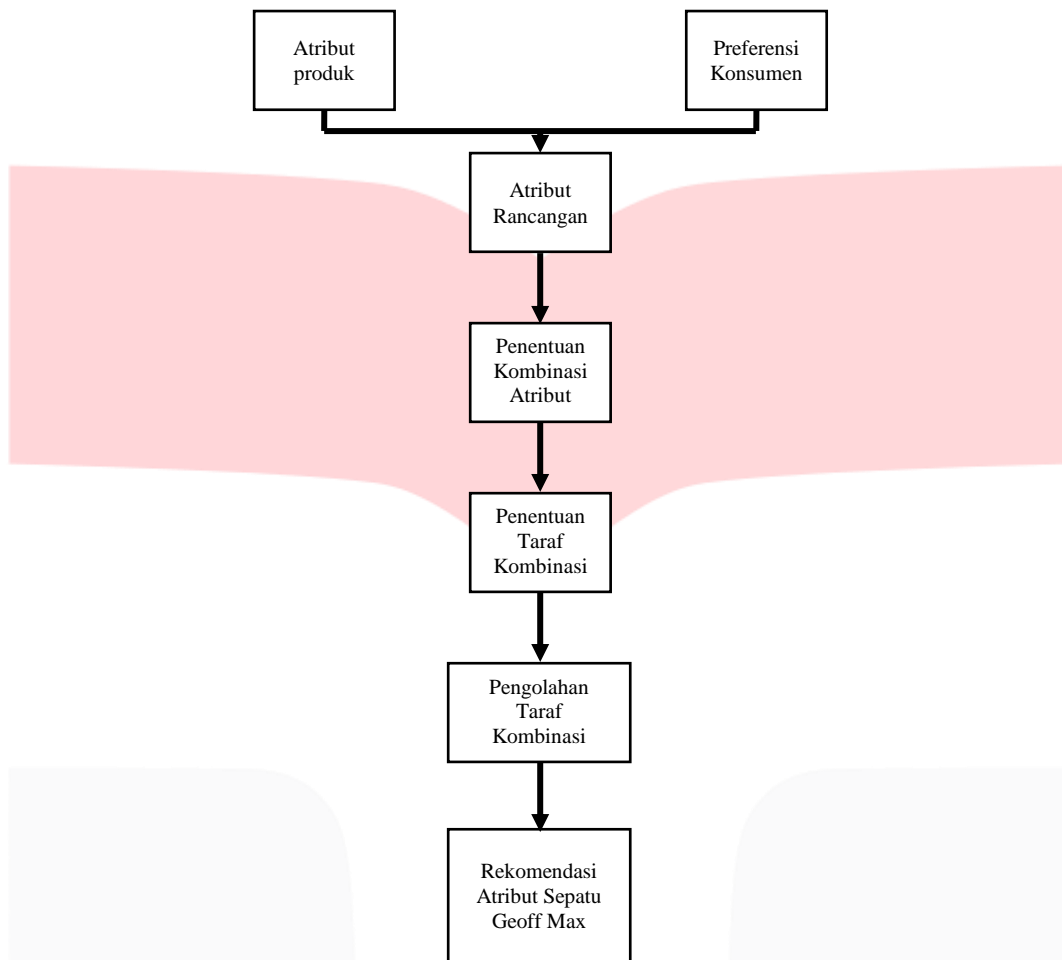 Atribut
produk
Preferensi
Konsumen
Atribut
Rancangan
Penentuan
Kombinasi
Atribut
Penentuan
Taraf
Kombinasi
Pengolahan
Taraf
Kombinasi
Rekomendasi
Atribut Sepatu
Geoff Max